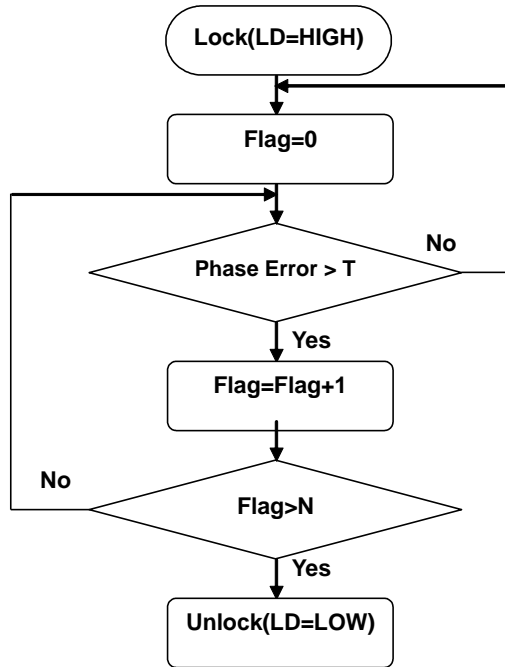 Lock(LD=HIGH)
Flag=0
No
Phase Error > T
Yes
Flag=Flag+1
No
Flag>N
Yes
Unlock(LD=LOW)